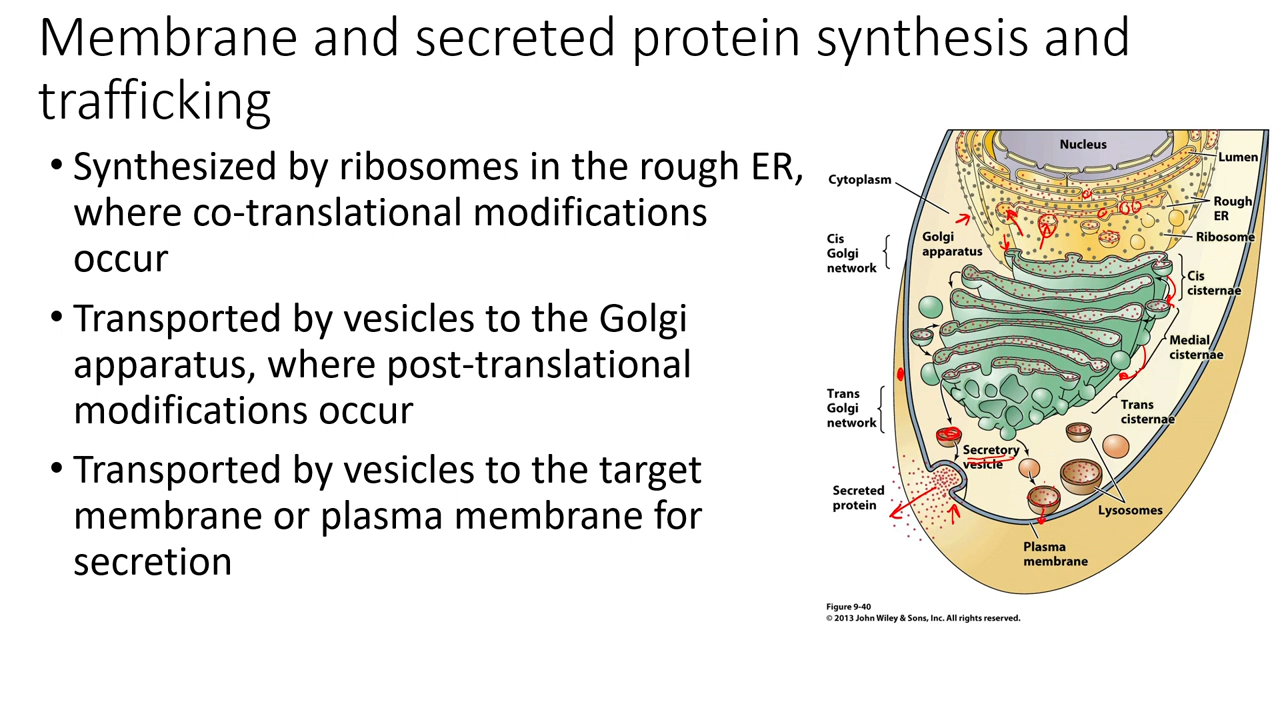 Membrane and secreted protein synthesis and
trafficking
• Synthesized by ribosomes in the rough ER,
where co-translational modifications
occur
• Transported by vesicles to the Golgi
apparatus, where post-translational
modifications occur
• Transported by vesicles to the target
membrane or plasma membrane for
secretion
Nucleus
Lumen
Cytoplasm
Rough
ER
Ribosome
Cis
Golgi
network
Golgi
apparatus
Cis
cisternae
Medial
cisternae
Trans
Golgi
network
Trans
cisternae
Secretory
vesicle
Secreted
protein
Lysosomes
Plasma
membrane
Figure 9-40
© 2013 John Wiley & Sons, Inc. All rights reserved.